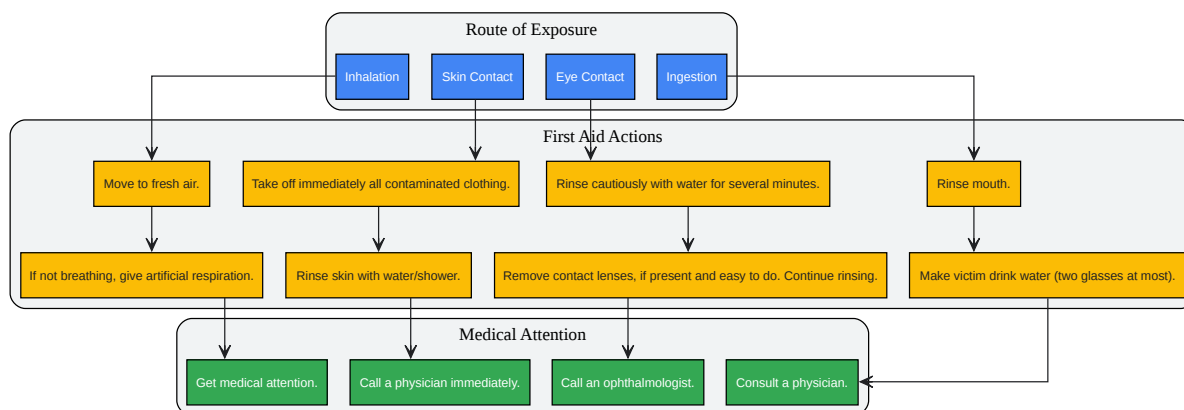 Route of Exposure
Inhalation
Skin Contact
Eye Contact
Ingestion
First Aid Actions
Move to fresh air.
Take off immediately all contaminated clothing.
Rinse cautiously with water for several minutes.
Rinse mouth.
If not breathing, give artificial respiration.
Rinse skin with water/shower.
Remove contact lenses, if present and easy to do. Continue rinsing.
Make victim drink water (two glasses at most).
Medical Attention
Get medical attention.
Call a physician immediately.
Call an ophthalmologist.
Consult a physician.